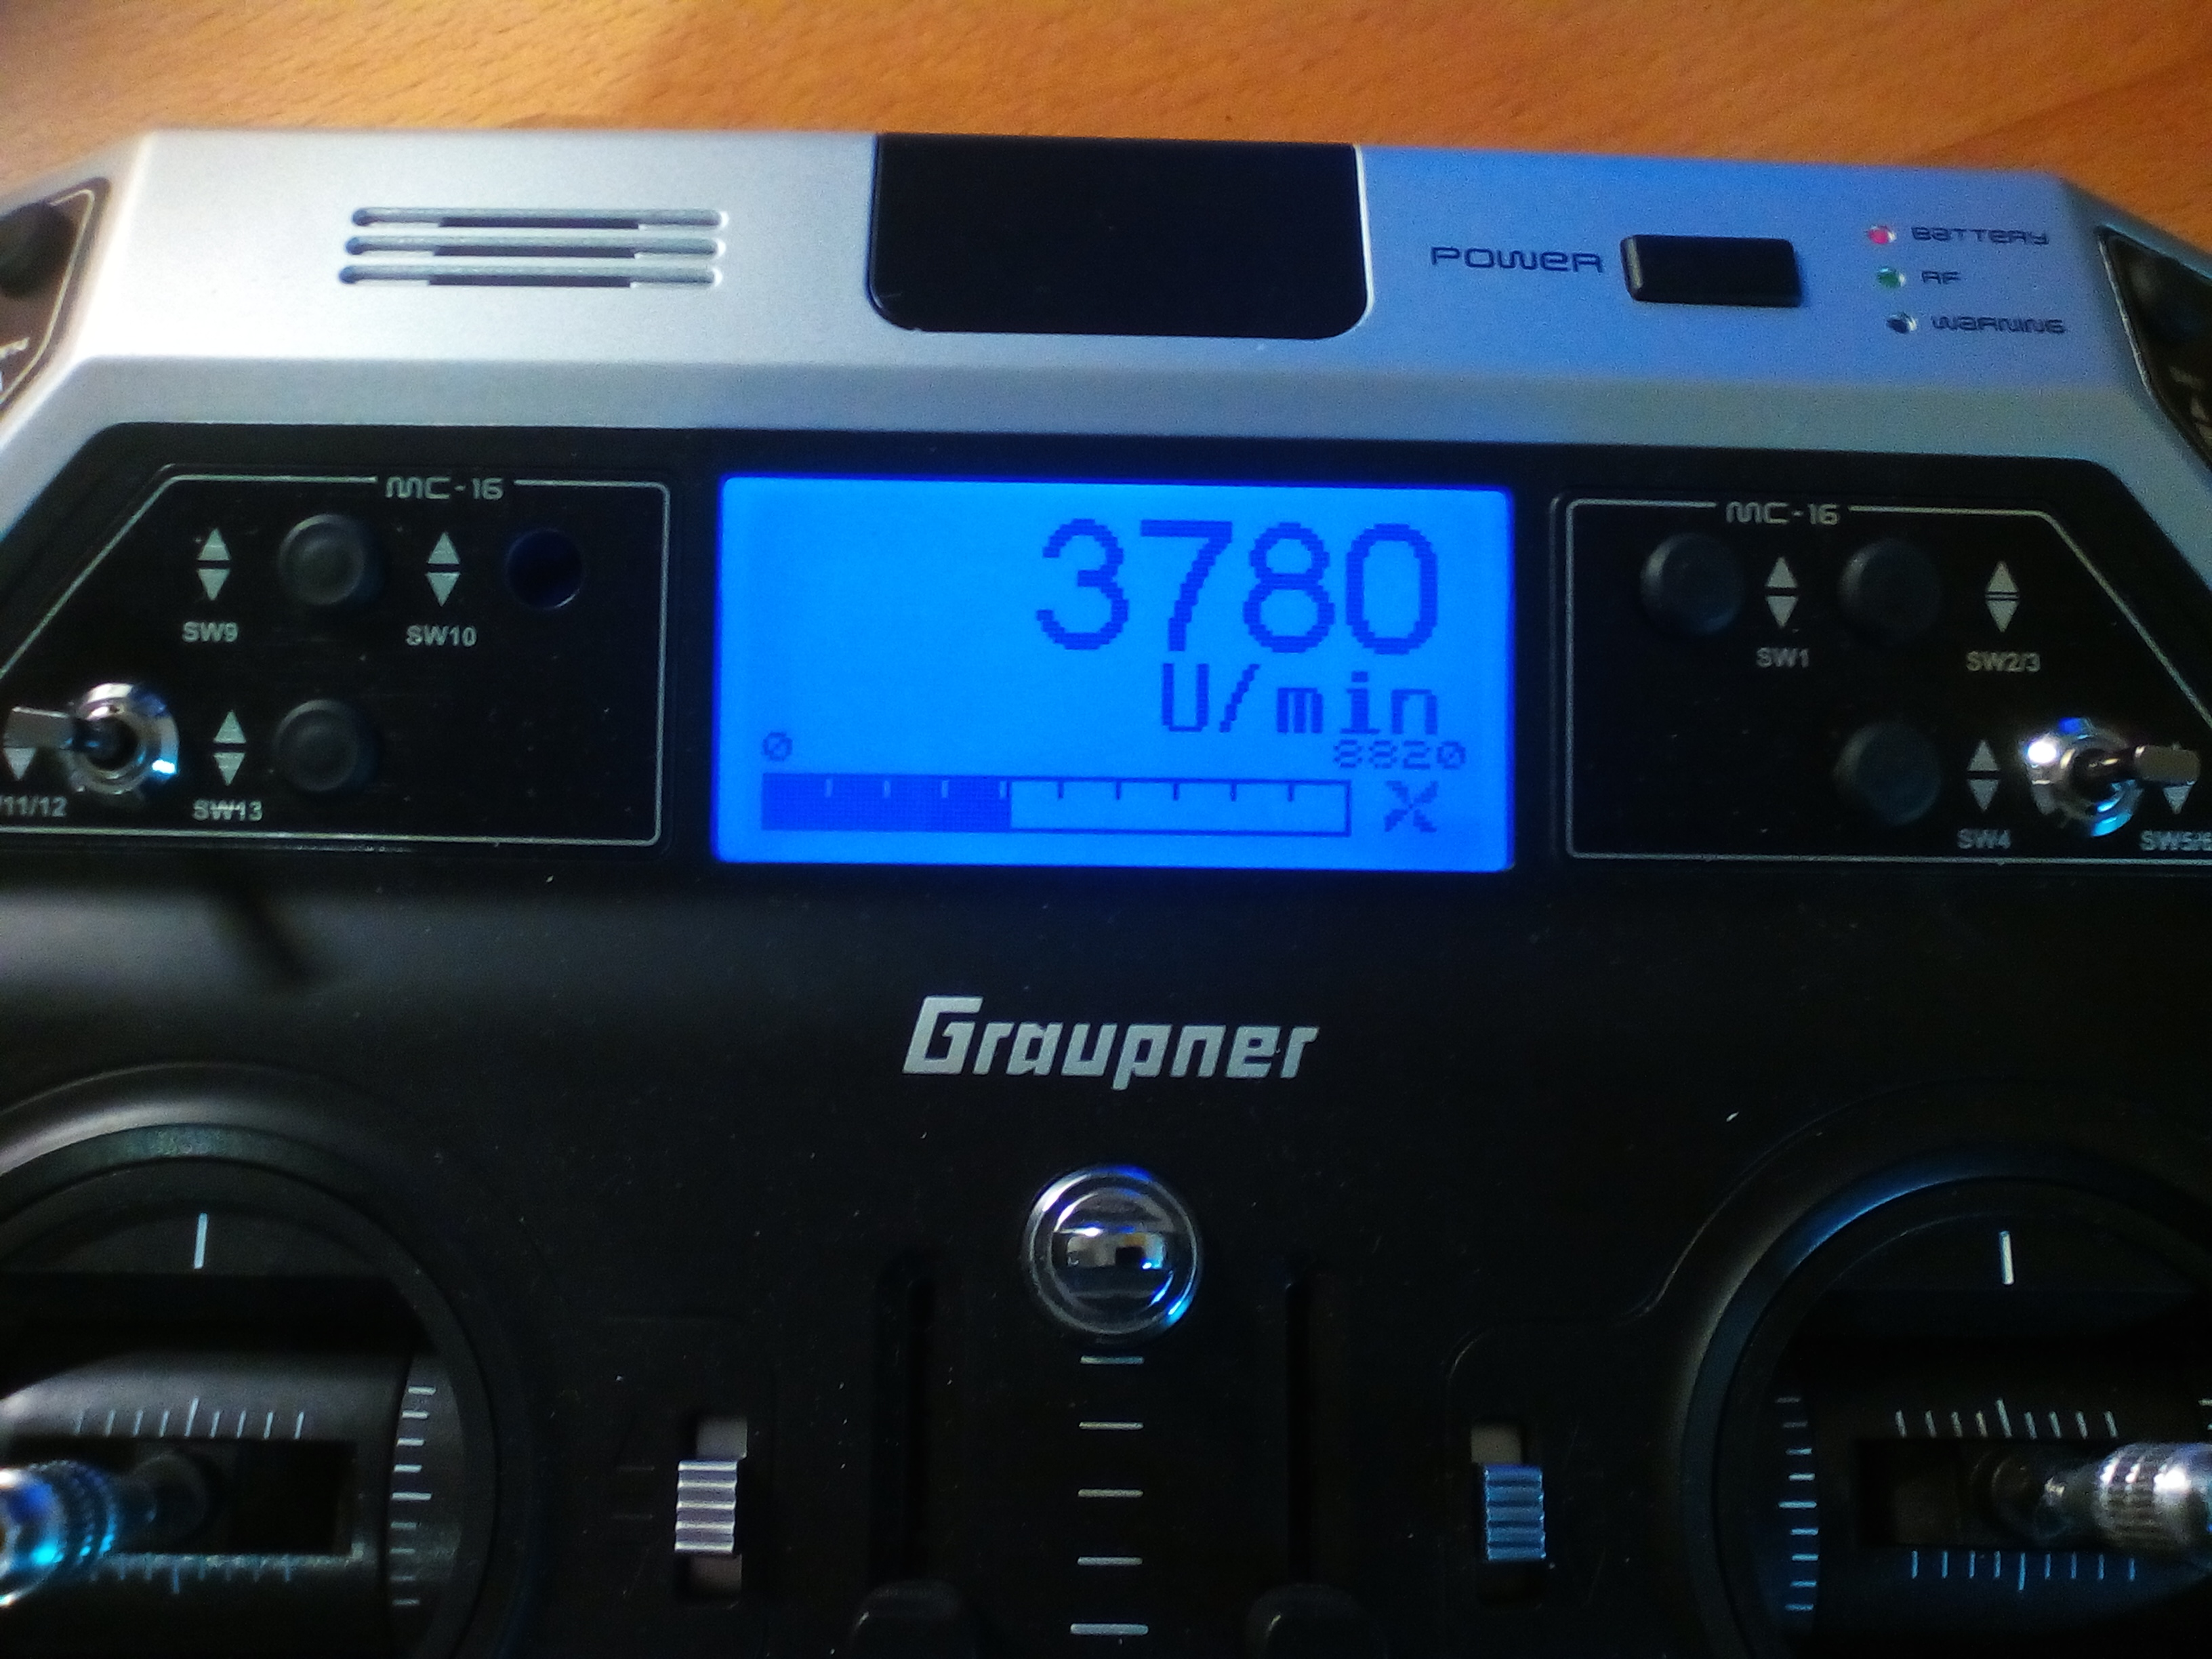 POWER
BATTERY
RF
WARNING
MC-16
SW9
SW10
11/12
SW13
3780
U/min
0
8820
MC-16
SW1
SW2/3
SW4
Graupner